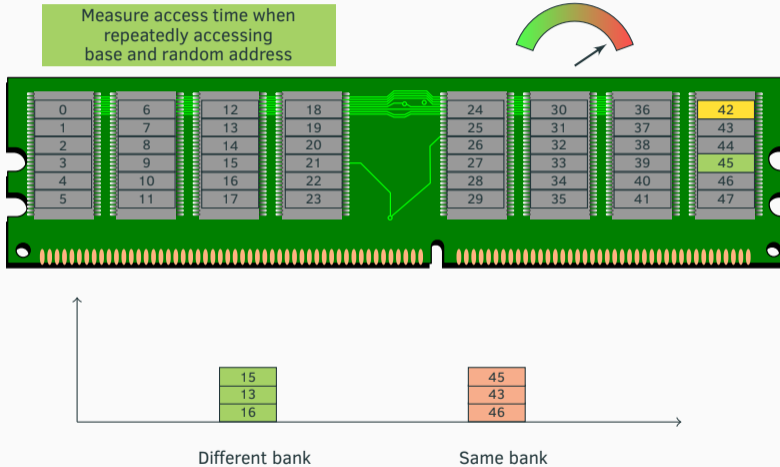 Measure access time when
repeatedly accessing
base and random address
0 6 12 18 24 30 36 42
1 7 13 19 25 31 37 43
2 8 14 20 26 32 38 44
3 9 15 21 27 33 39 45
4 10 16 22 28 34 40 46
5 11 17 23 29 35 41 47
15 45
13 43
16 46
Different bank Same bank